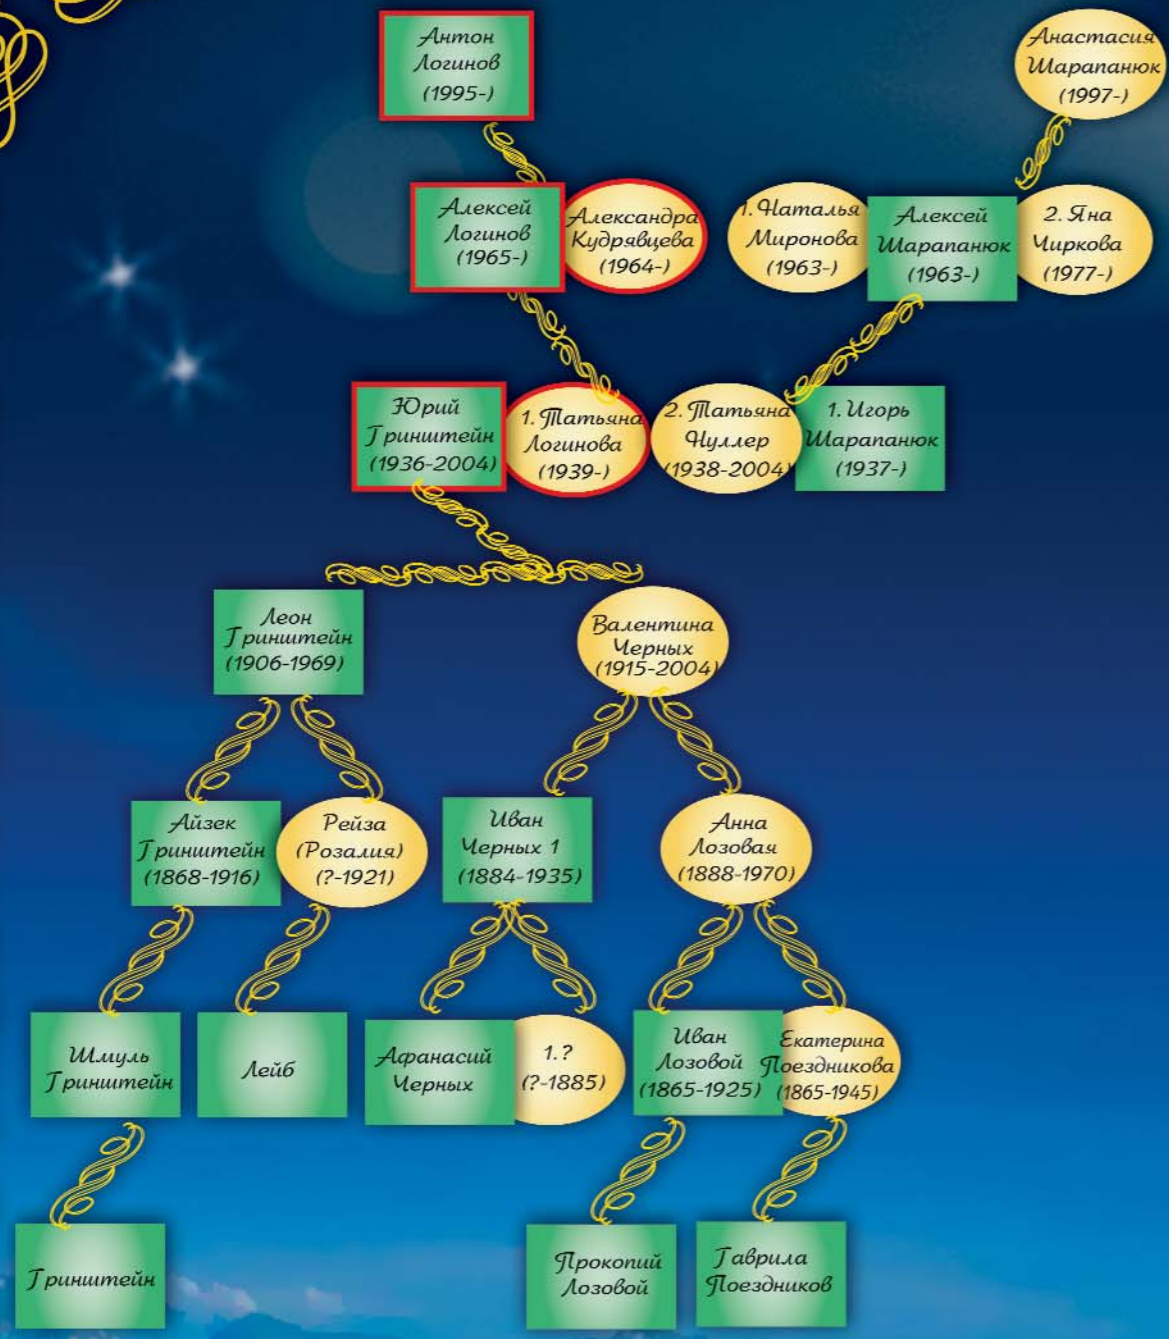 Антон
Логинов
(1995-)
Анастасия
Шарапанюк
(1997-)
Алексей
Логинов
(1965-)
Александра
Кудрявцева
(1964-)
1. Наталья
Миронова
(1963-)
Алексей
Шарапанюк
(1963-)
2. Яна
Чиркова
(1977-)
Юрий
Гринштейн
(1936-2004)
1. Татьяна
Логинова
(1939-)
2. Татьяна
Нуллер
(1938-2004)
1. Игорь
Шарапанюк
(1937-)
Леон
Гринштейн
(1906-1969)
Валентина
Черных
(1915-2004)
Айзек
Гринштейн
(1868-1916)
Рейза
(Розалия)
(?-1921)
Иван
Черных 1
(1884-1935)
Анна
Лозовая
(1888-1970)
Шмуль
Гринштейн
Лейб
Афанасий
Черных
1.?
(?-1885)
Иван
Лозовой
(1865-1925)
Екатерина
Поездникова
(1865-1945)
Гринштейн
Прокопий
Лозовой
Гаврила
Поездников